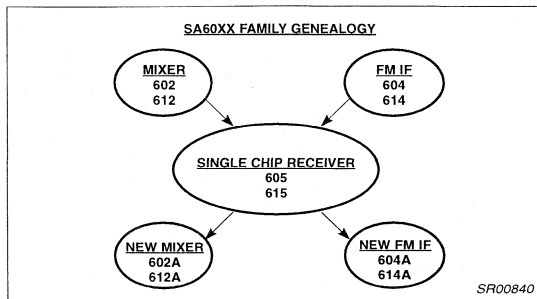 SA60XX FAMILY GENEALOGY
MIXER
602
612
FM IF
604
614
SINGLE CHIP RECEIVER
605
615
NEW MIXER
602A
612A
NEW FM IF
604A
614A
SR00840